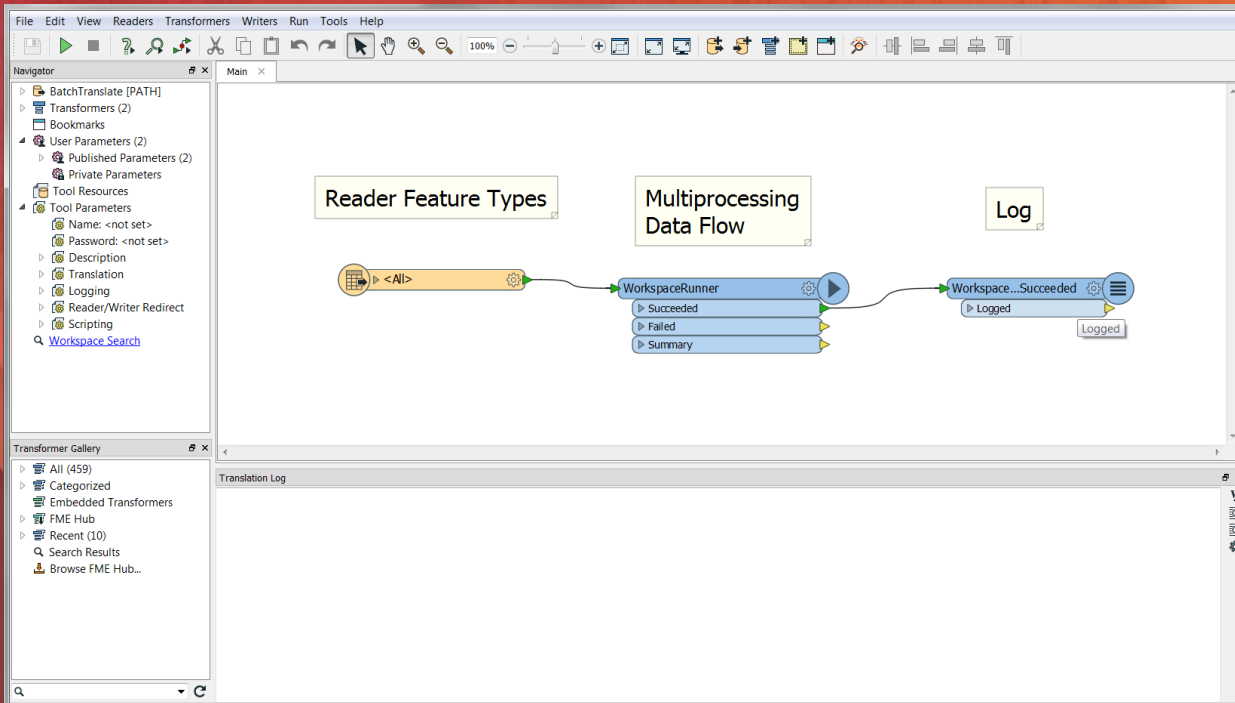 File Edit View Readers Transformers Writers Run Tools Help
100%
Navigator
Main
BatchTranslate [PATH]
Transformers (2)
Bookmarks
User Parameters (2)
Published Parameters (2)
Private Parameters
Tool Resources
Tool Parameters
Name: <not set>
Password: <not set>
Description
Translation
Logging
Reader/Writer Redirect
Scripting
Workspace Search
Reader Feature Types
Multiprocessing
Data Flow
Log
<All>
WorkspaceRunner
Succeeded
Failed
Summary
Workspace...Succeeded
Logged
Logged
Transformer Gallery
All (459)
Categorized
Embedded Transformers
FME Hub
Recent (10)
Search Results
Browse FME Hub...
Translation Log